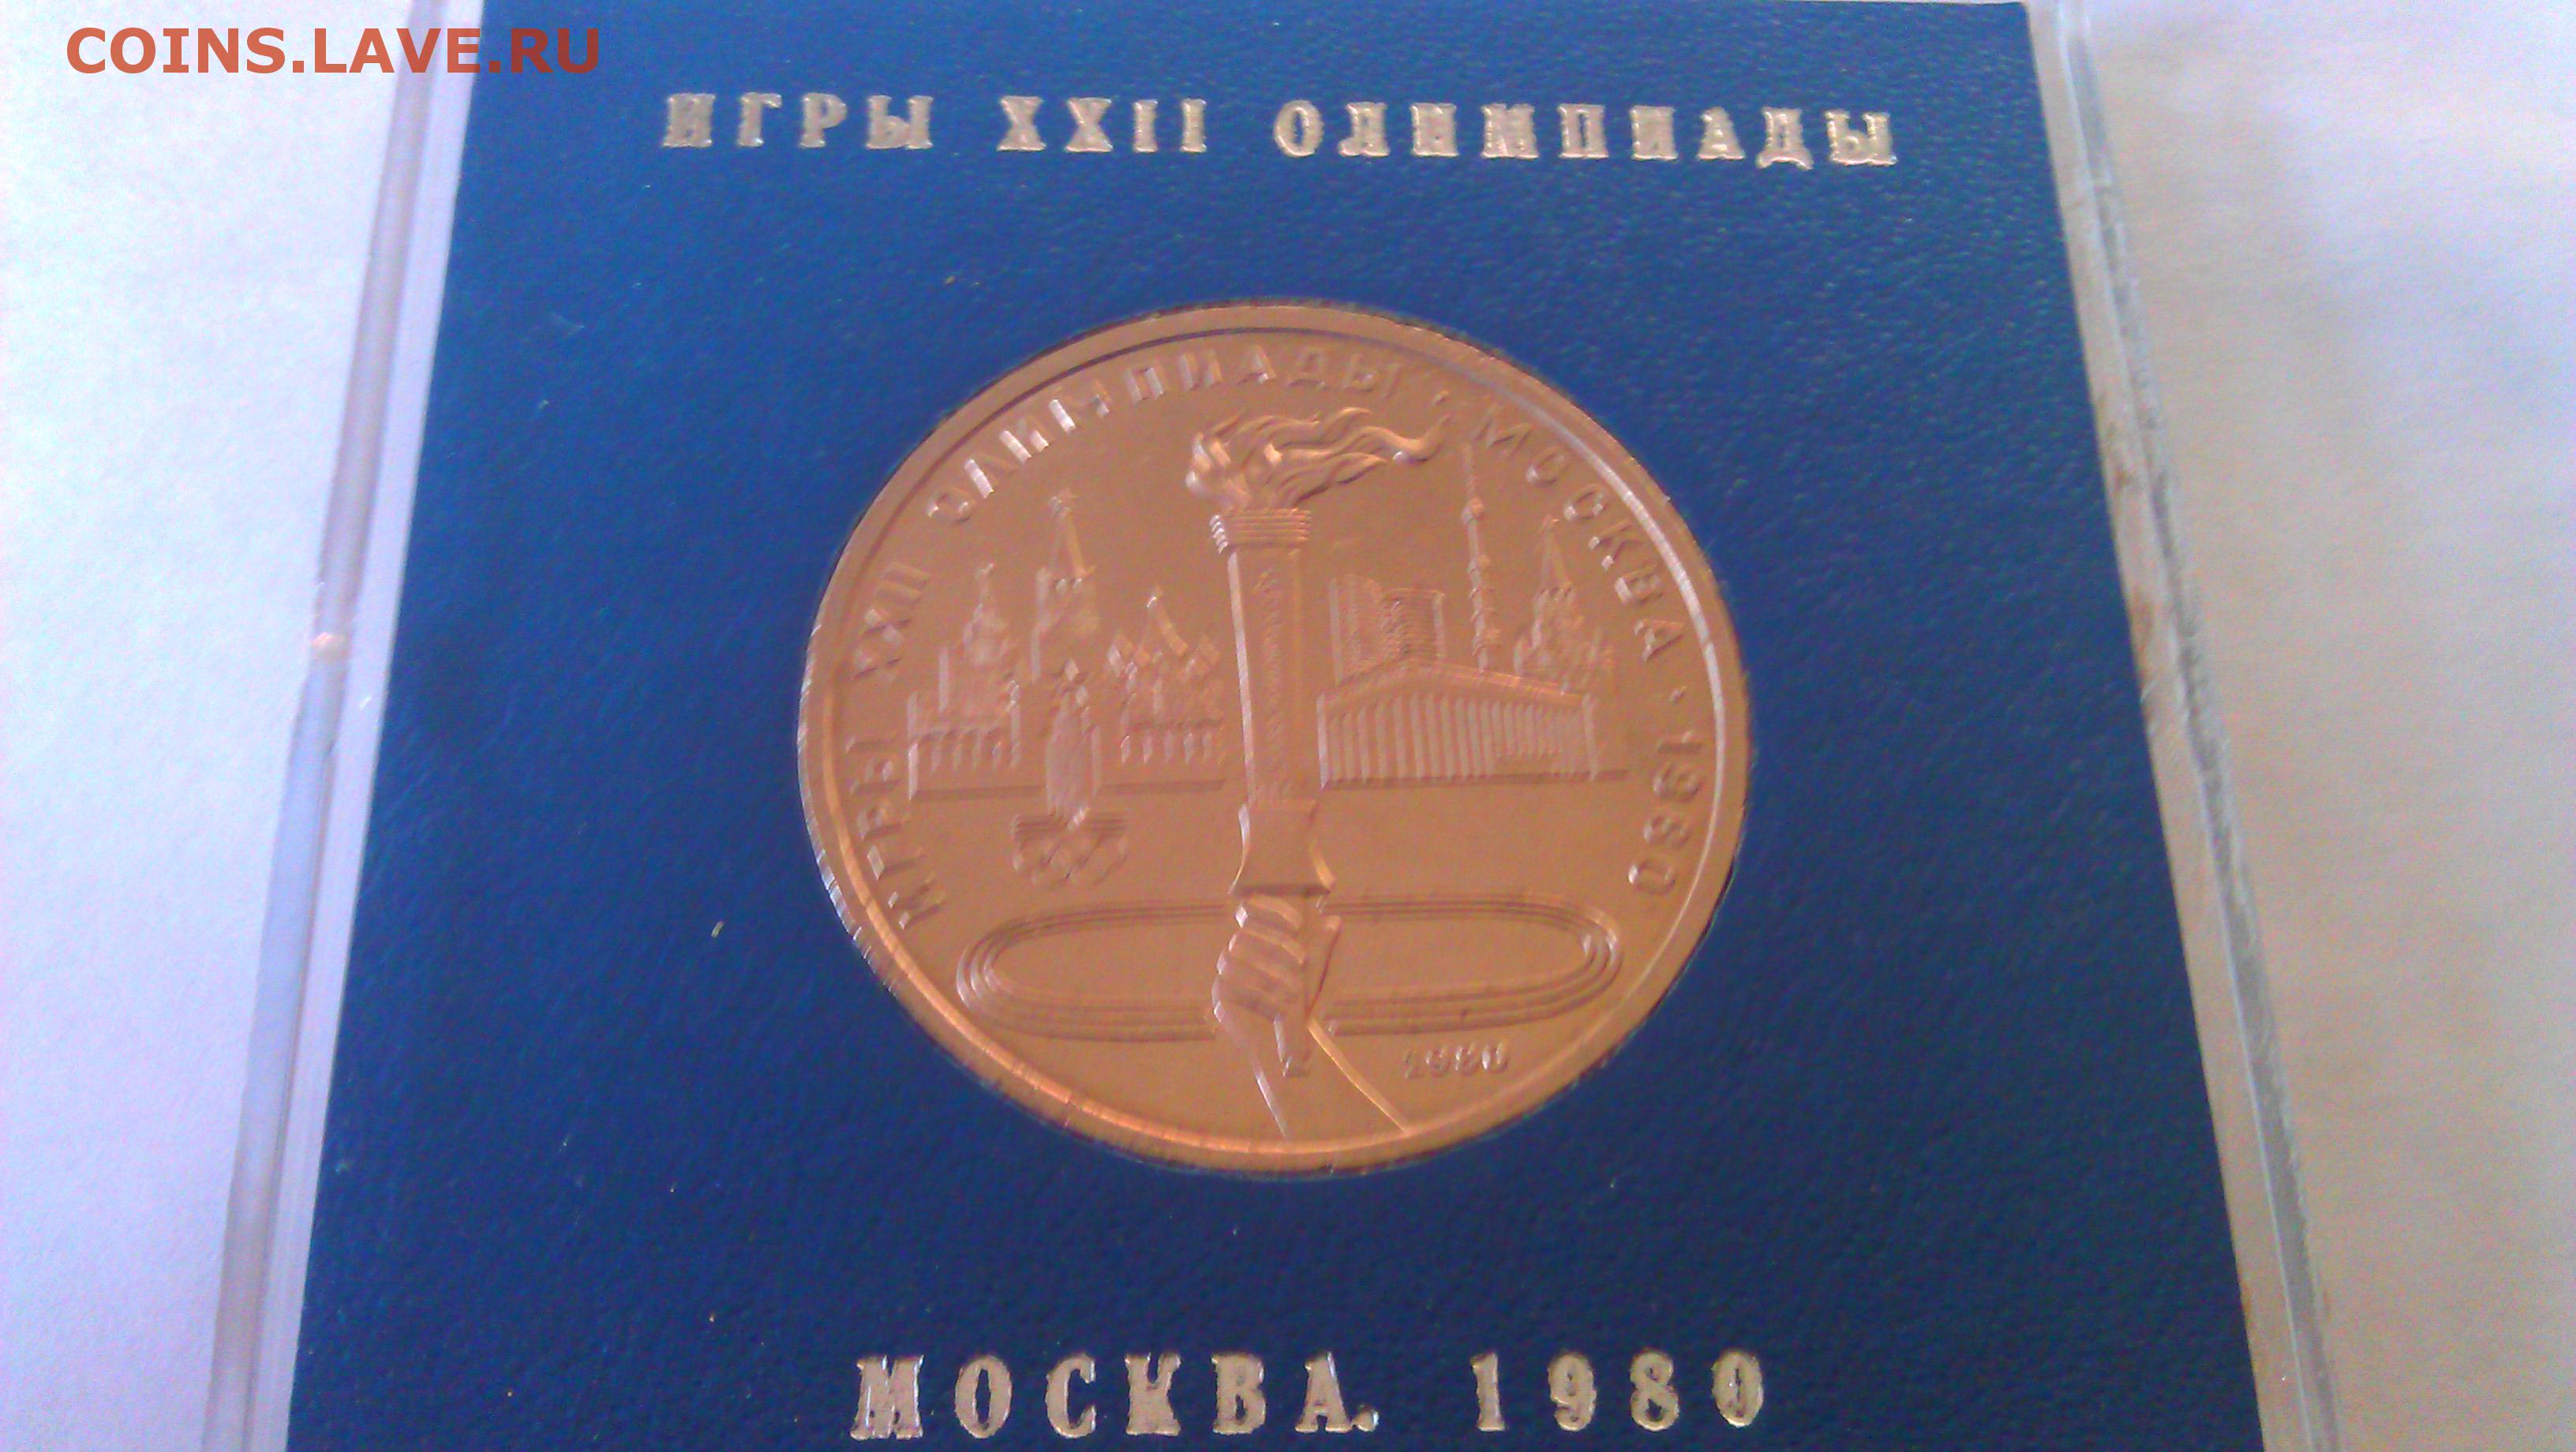 COINS.LAVE.RU
ИГРЫ XXII ОЛИМПИАДЫ
ИГРЫ XXII ОЛИМПИАДЫ · МОСКВА · 1980
1980
МОСКВА. 1980